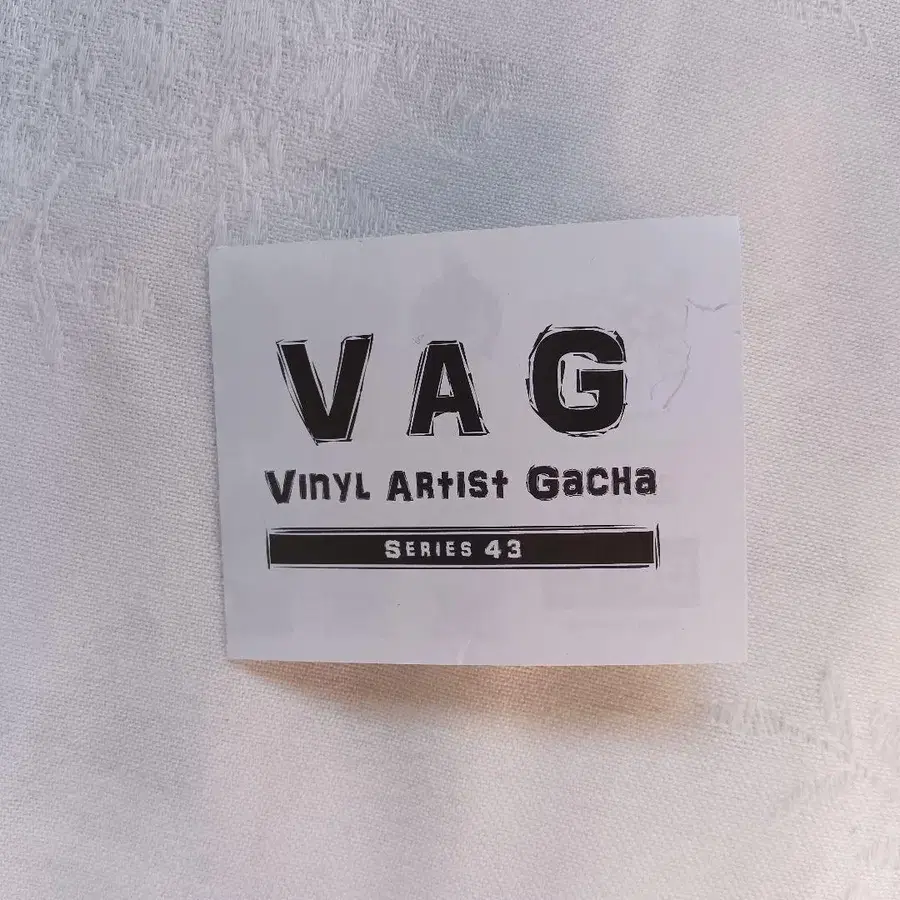 VAG
Vinyl Artist Gacha
Series 43